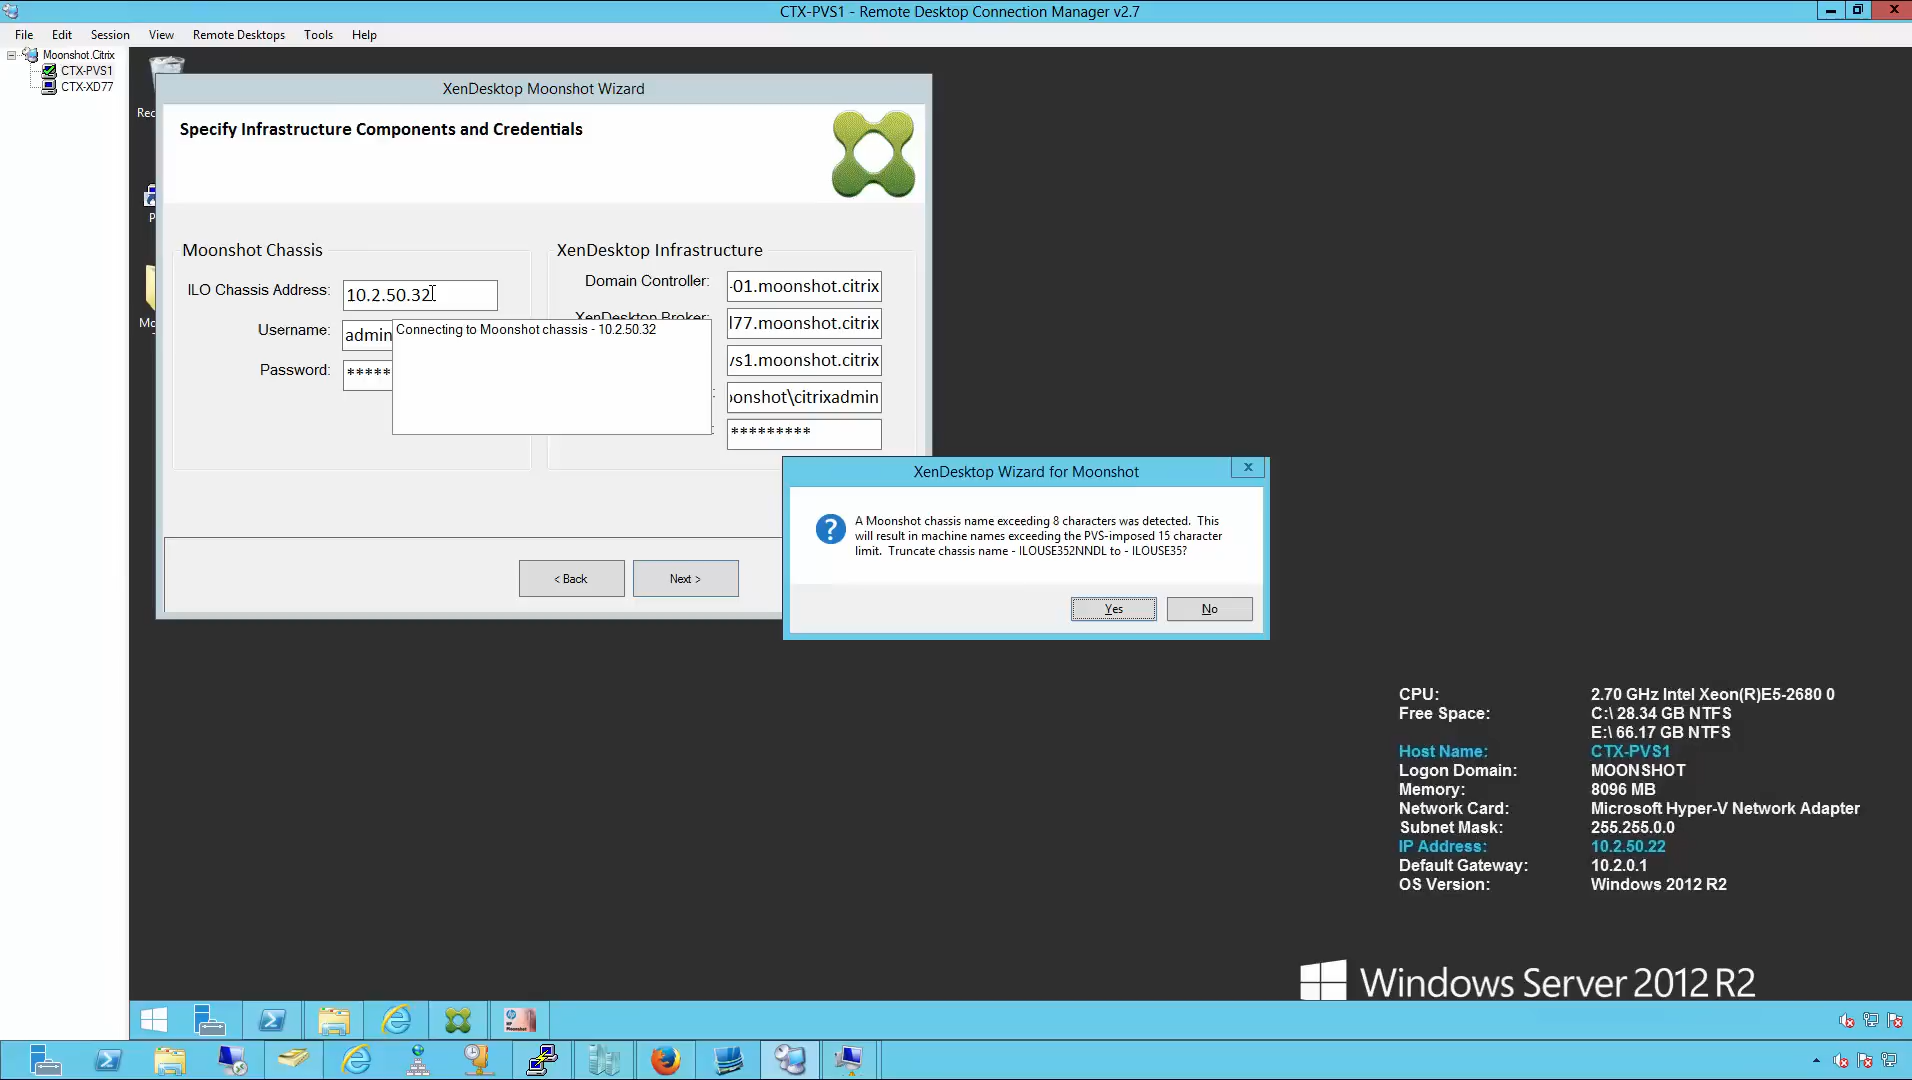 CTX-PVS1 - Remote Desktop Connection Manager v2.7
File Edit Session View Remote Desktops Tools Help
Moonshot.Citrix
CTX-PVS1
CTX-XD77
XenDesktop Moonshot Wizard
Specify Infrastructure Components and Credentials
Moonshot Chassis
ILO Chassis Address: 10.2.50.32
Username: admin
Password: *****
Connecting to Moonshot chassis - 10.2.50.32
XenDesktop Infrastructure
Domain Controller: -01.moonshot.citrix
XenDesktop Broker: 77.moonshot.citrix
vs1.moonshot.citrix
oonshot\citrixadmin
*********
< Back
Next >
XenDesktop Wizard for Moonshot
A Moonshot chassis name exceeding 8 characters was detected. This
will result in machine names exceeding the PVS-imposed 15 character
limit. Truncate chassis name - ILOUSE352NNDL to - ILOUSE35?
Yes
No
CPU: 2.70 GHz Intel Xeon(R)E5-2680 0
Free Space: C:\ 28.34 GB NTFS
E:\ 66.17 GB NTFS
Host Name: CTX-PVS1
Logon Domain: MOONSHOT
Memory: 8096 MB
Network Card: Microsoft Hyper-V Network Adapter
Subnet Mask: 255.255.0.0
IP Address: 10.2.50.22
Default Gateway: 10.2.0.1
OS Version: Windows 2012 R2
Windows Server 2012 R2